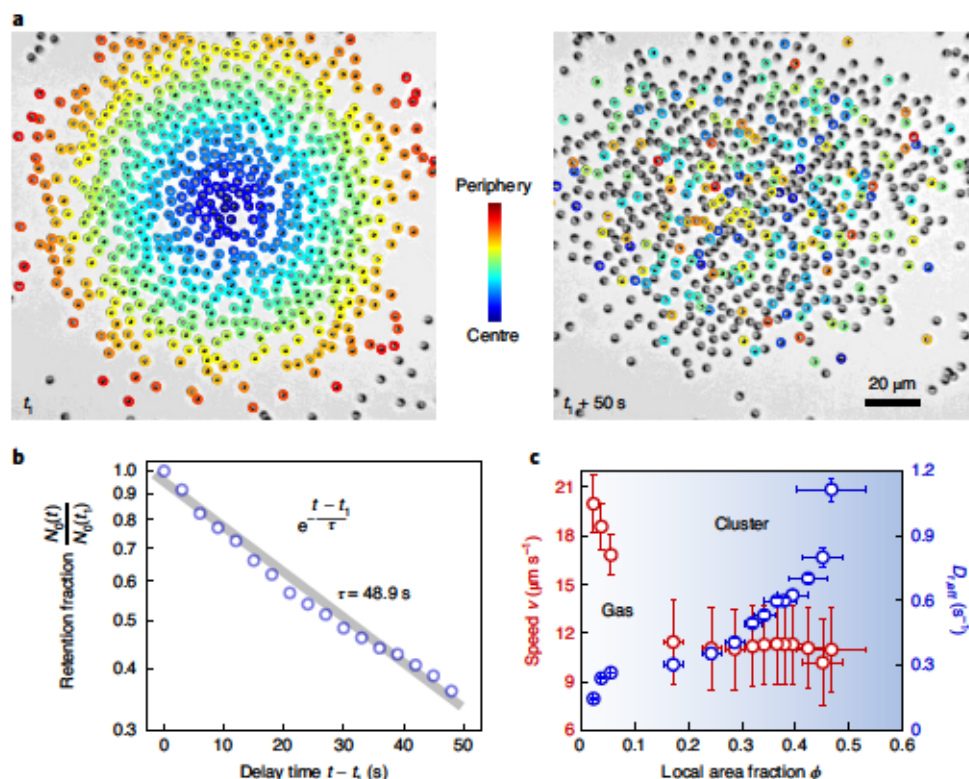 a
Periphery
Centre
t₁
t₁ + 50 s
20 μm
b
1.0
0.9
0.8
0.7
0.6
0.5
0.4
0.3
Retention fraction N₀(t) / N₀(t₁)
e^(−(t − t₁)/τ)
τ = 48.9 s
0 10 20 30 40 50
Delay time t − t₁ (s)
c
21
18
15
12
9
6
Speed v (μm s⁻¹)
Gas
Cluster
1.2
0.9
0.6
0.3
0
D_r,eff (s⁻¹)
0 0.1 0.2 0.3 0.4 0.5 0.6
Local area fraction ϕ